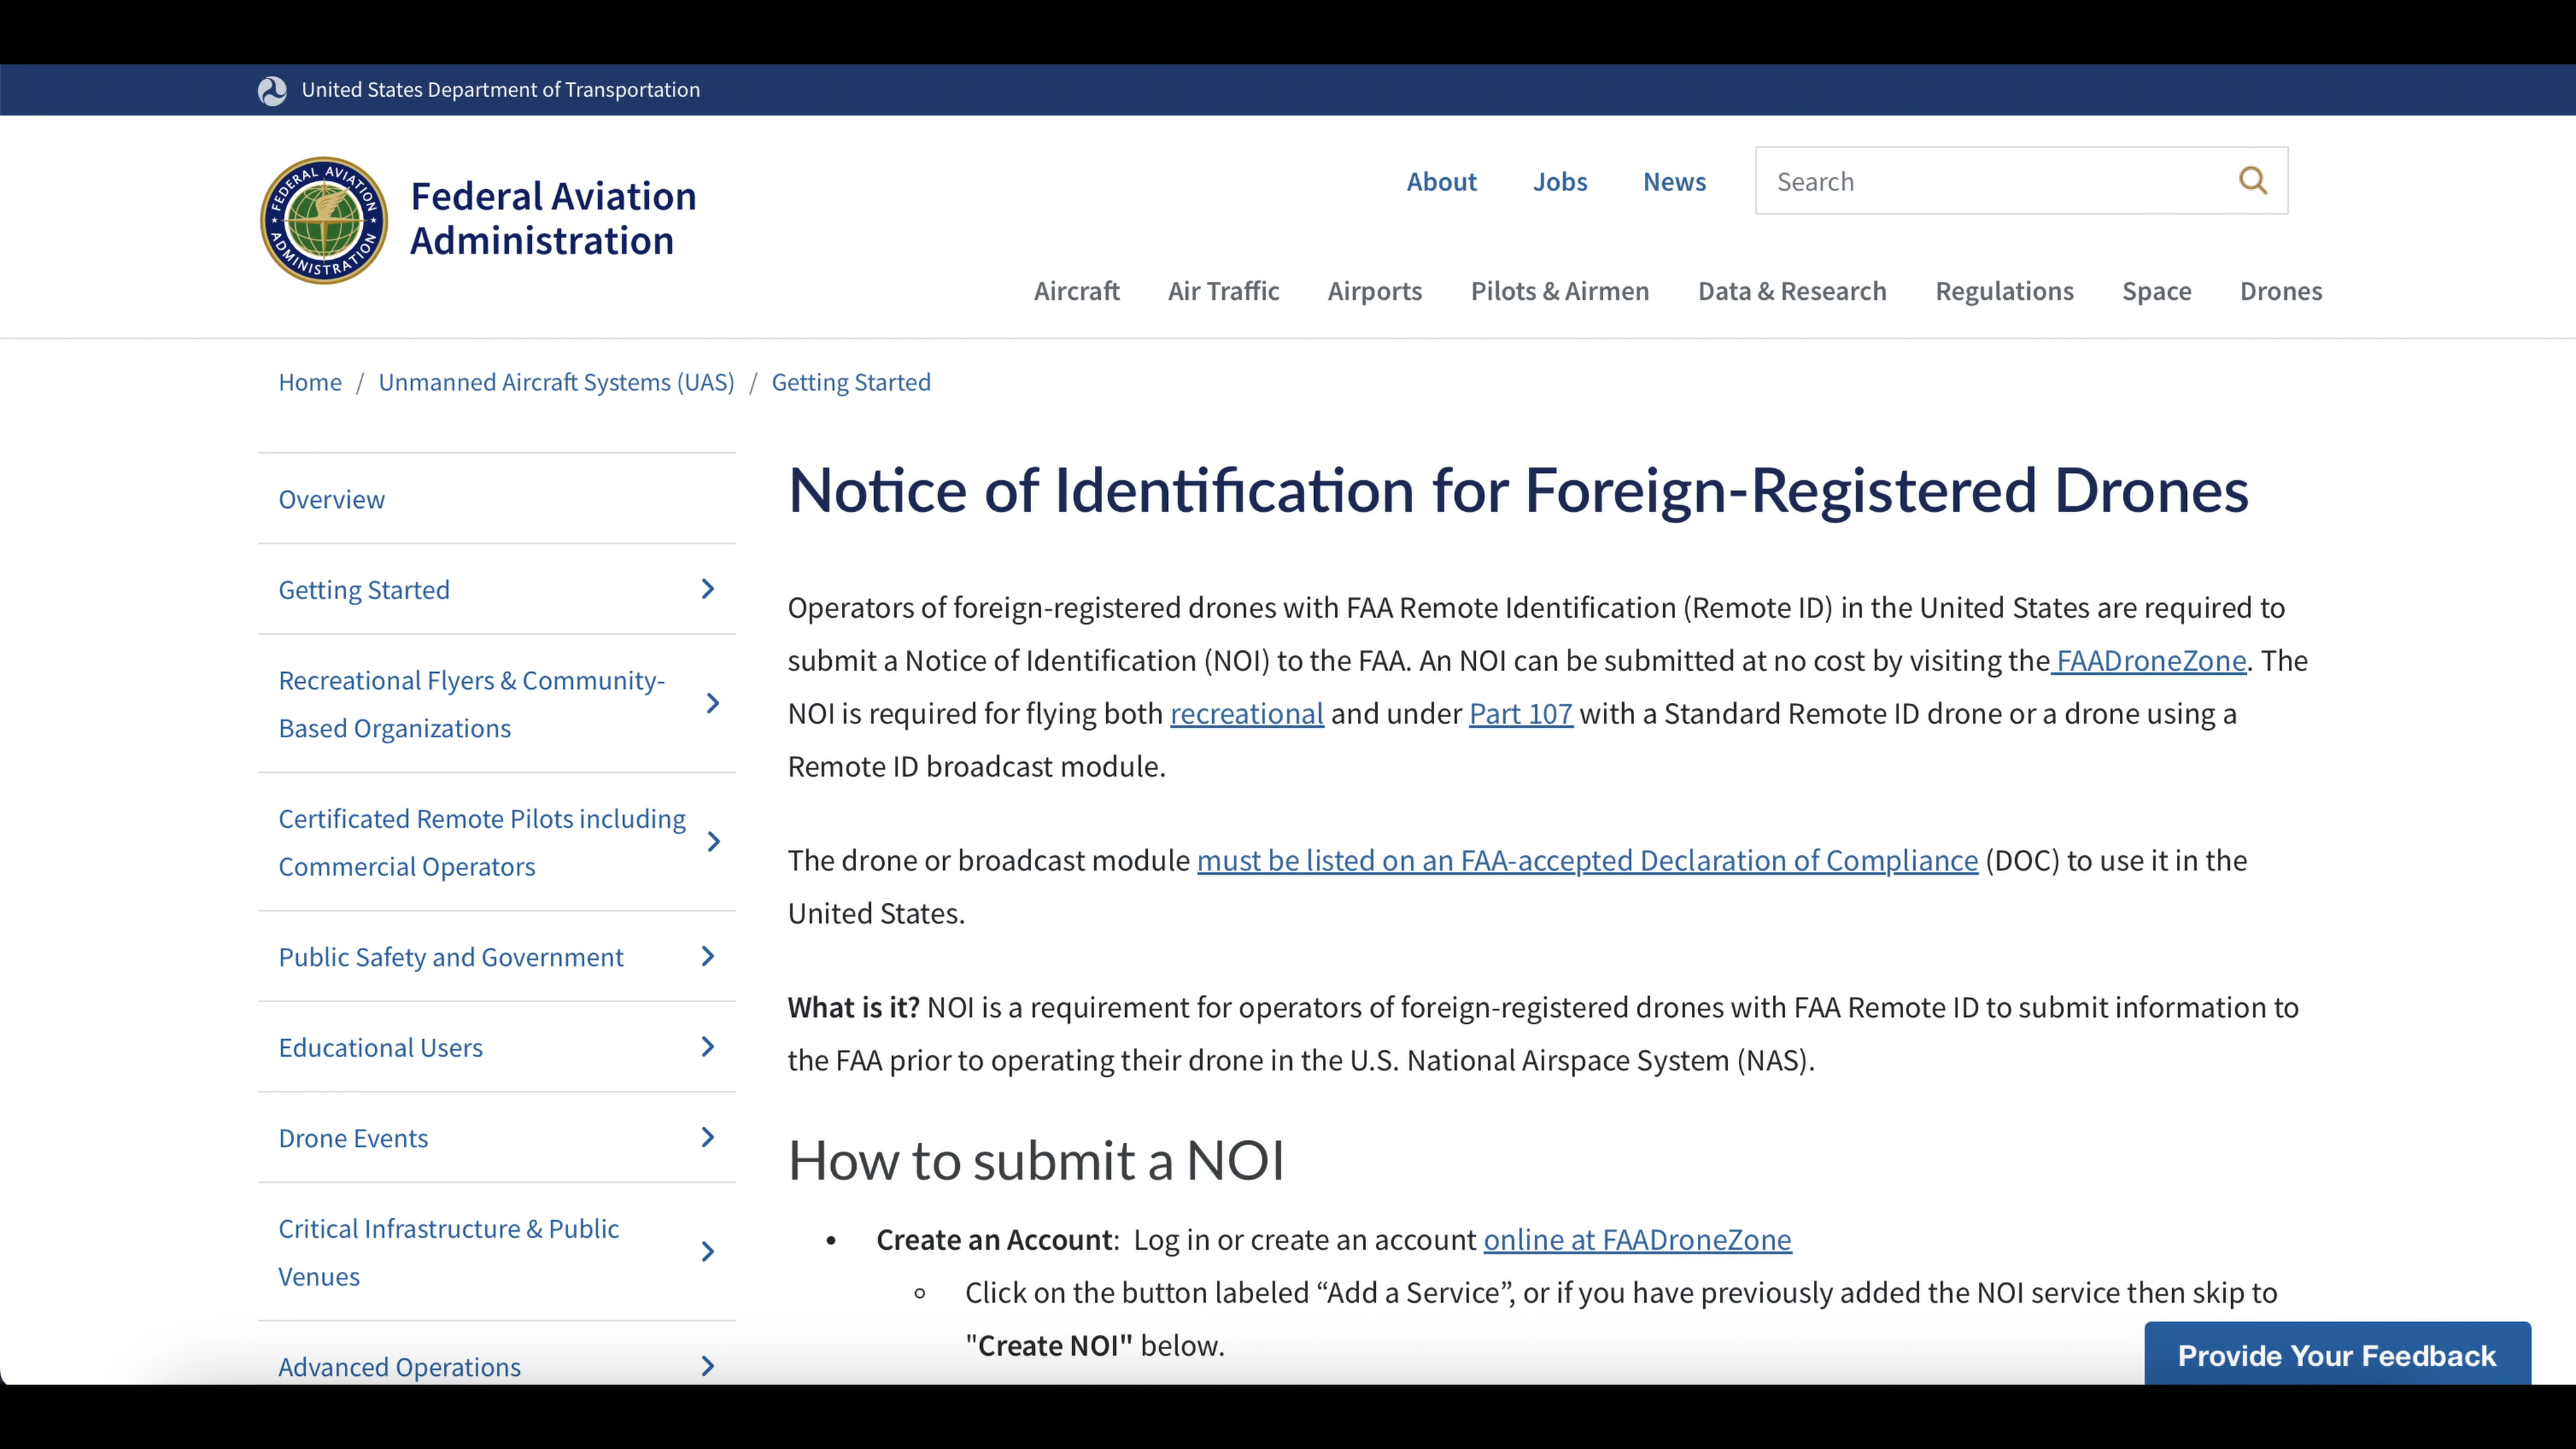 United States Department of Transportation
FEDERAL AVIATION
ADMINISTRATION
Federal Aviation
Administration
About
Jobs
News
Search
Aircraft
Air Traffic
Airports
Pilots & Airmen
Data & Research
Regulations
Space
Drones
Home / Unmanned Aircraft Systems (UAS) / Getting Started
Overview
Getting Started
Recreational Flyers & Community-
Based Organizations
Certificated Remote Pilots including
Commercial Operators
Public Safety and Government
Educational Users
Drone Events
Critical Infrastructure & Public
Venues
Advanced Operations
Notice of Identification for Foreign-Registered Drones
Operators of foreign-registered drones with FAA Remote Identification (Remote ID) in the United States are required to
submit a Notice of Identification (NOI) to the FAA. An NOI can be submitted at no cost by visiting the FAADroneZone. The
NOI is required for flying both recreational and under Part 107 with a Standard Remote ID drone or a drone using a
Remote ID broadcast module.
The drone or broadcast module must be listed on an FAA-accepted Declaration of Compliance (DOC) to use it in the
United States.
What is it? NOI is a requirement for operators of foreign-registered drones with FAA Remote ID to submit information to
the FAA prior to operating their drone in the U.S. National Airspace System (NAS).
How to submit a NOI
• Create an Account: Log in or create an account online at FAADroneZone
◦ Click on the button labeled “Add a Service”, or if you have previously added the NOI service then skip to
"Create NOI" below.
Provide Your Feedback